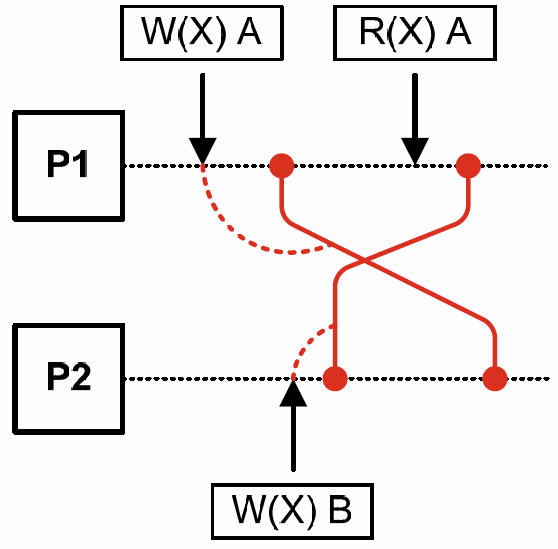 W(X) A
R(X) A
P1
P2
W(X) B